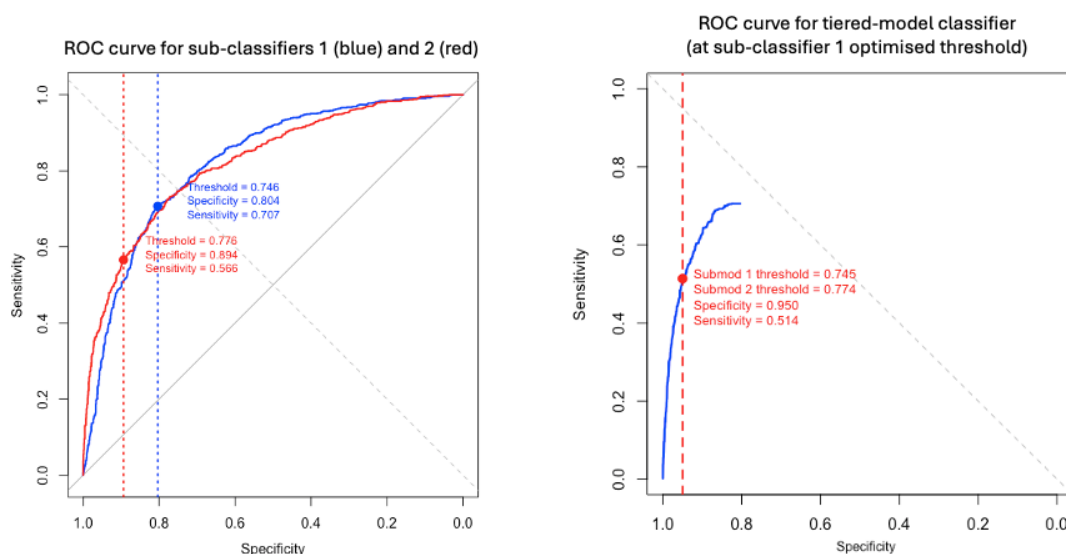 ROC curve for sub-classifiers 1 (blue) and 2 (red)
Sensitivity
1.0
0.8
0.6
0.4
0.2
0.0
Threshold = 0.746
Specificity = 0.804
Sensitivity = 0.707
Threshold = 0.776
Specificity = 0.894
Sensitivity = 0.566
1.0 0.8 0.6 0.4 0.2 0.0
Specificity
ROC curve for tiered-model classifier
(at sub-classifier 1 optimised threshold)
Sensitivity
1.0
0.8
0.6
0.4
0.2
0.0
Submod 1 threshold = 0.745
Submod 2 threshold = 0.774
Specificity = 0.950
Sensitivity = 0.514
1.0 0.8 0.6 0.4 0.2 0.0
Specificity